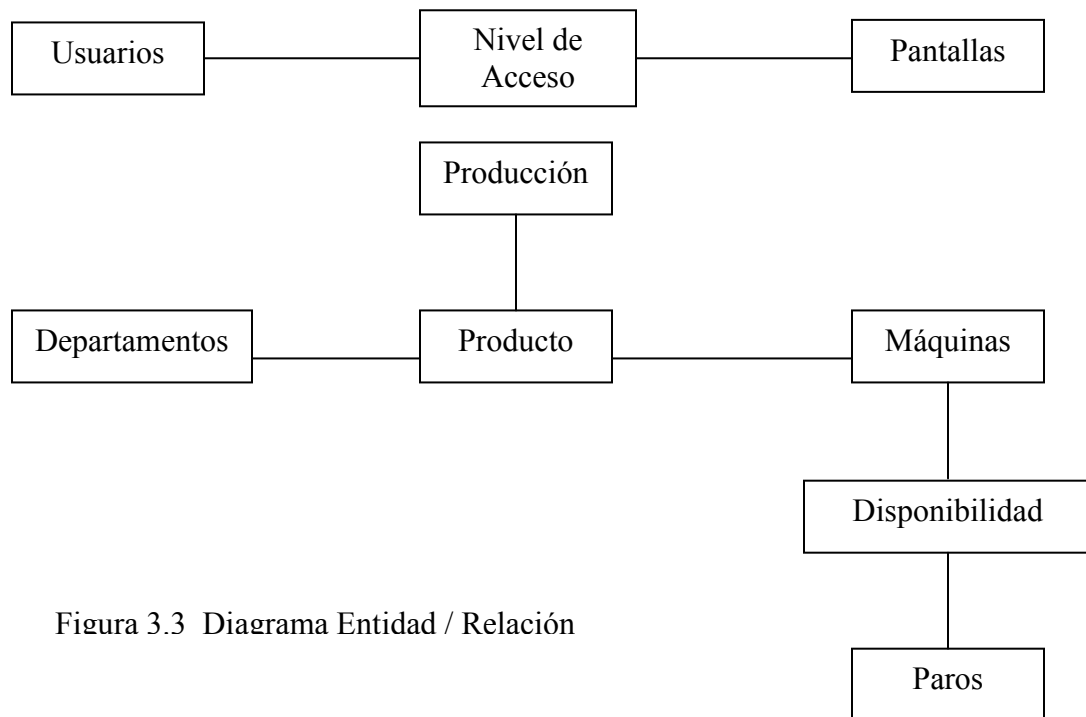 Usuarios
Nivel de
Acceso
Pantallas
Producción
Departamentos
Producto
Máquinas
Disponibilidad
Figura 3.3 Diagrama Entidad / Relación
Paros